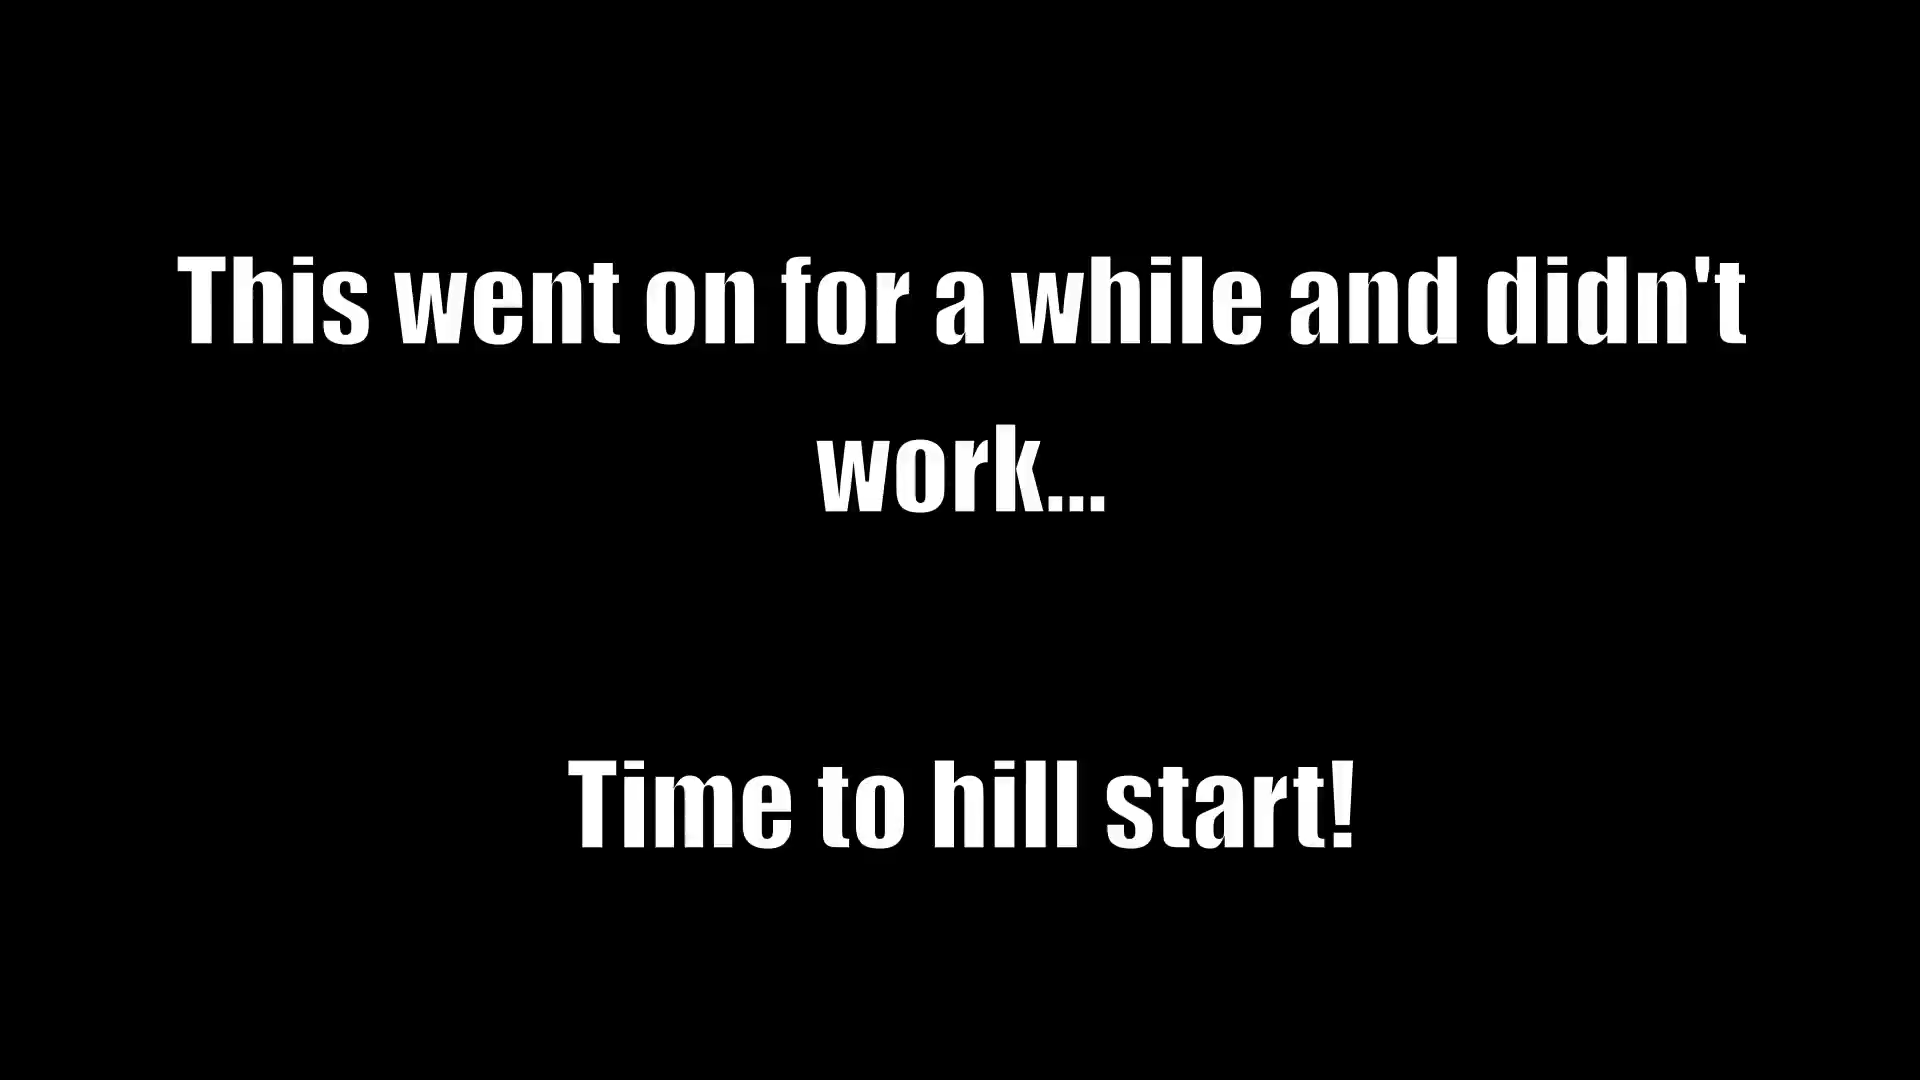 This went on for a while and didn't
work...
Time to hill start!